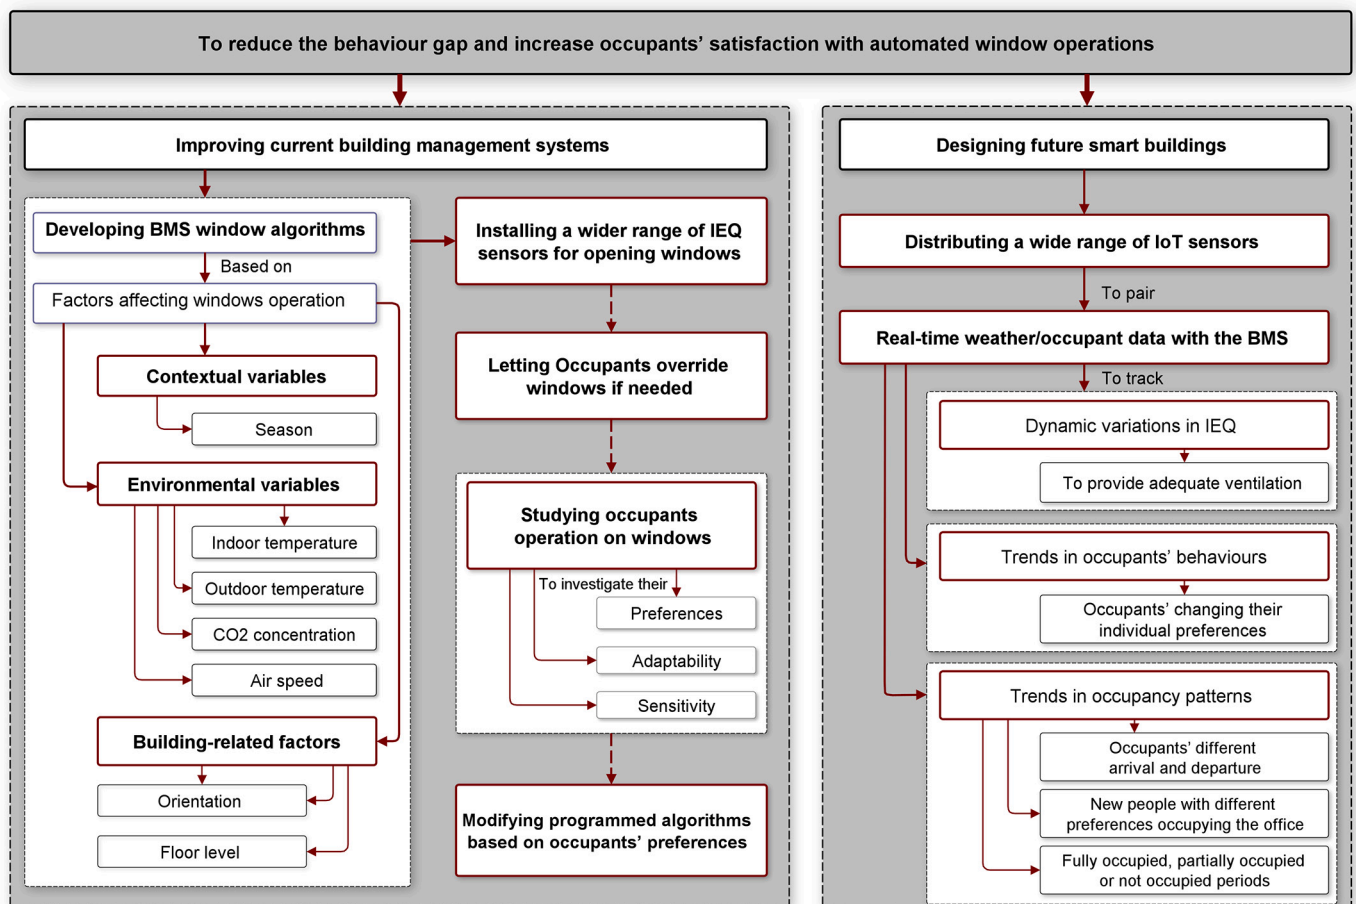 To reduce the behaviour gap and increase occupants’ satisfaction with automated window operations
Improving current building management systems
Developing BMS window algorithms
Based on
Factors affecting windows operation
Contextual variables
Season
Environmental variables
Indoor temperature
Outdoor temperature
CO2 concentration
Air speed
Building-related factors
Orientation
Floor level
Installing a wider range of IEQ
sensors for opening windows
Letting Occupants override
windows if needed
Studying occupants
operation on windows
To investigate their
Preferences
Adaptability
Sensitivity
Modifying programmed algorithms
based on occupants’ preferences
Designing future smart buildings
Distributing a wide range of IoT sensors
To pair
Real-time weather/occupant data with the BMS
To track
Dynamic variations in IEQ
To provide adequate ventilation
Trends in occupants’ behaviours
Occupants’ changing their
individual preferences
Trends in occupancy patterns
Occupants’ different
arrival and departure
New people with different
preferences occupying the office
Fully occupied, partially occupied
or not occupied periods